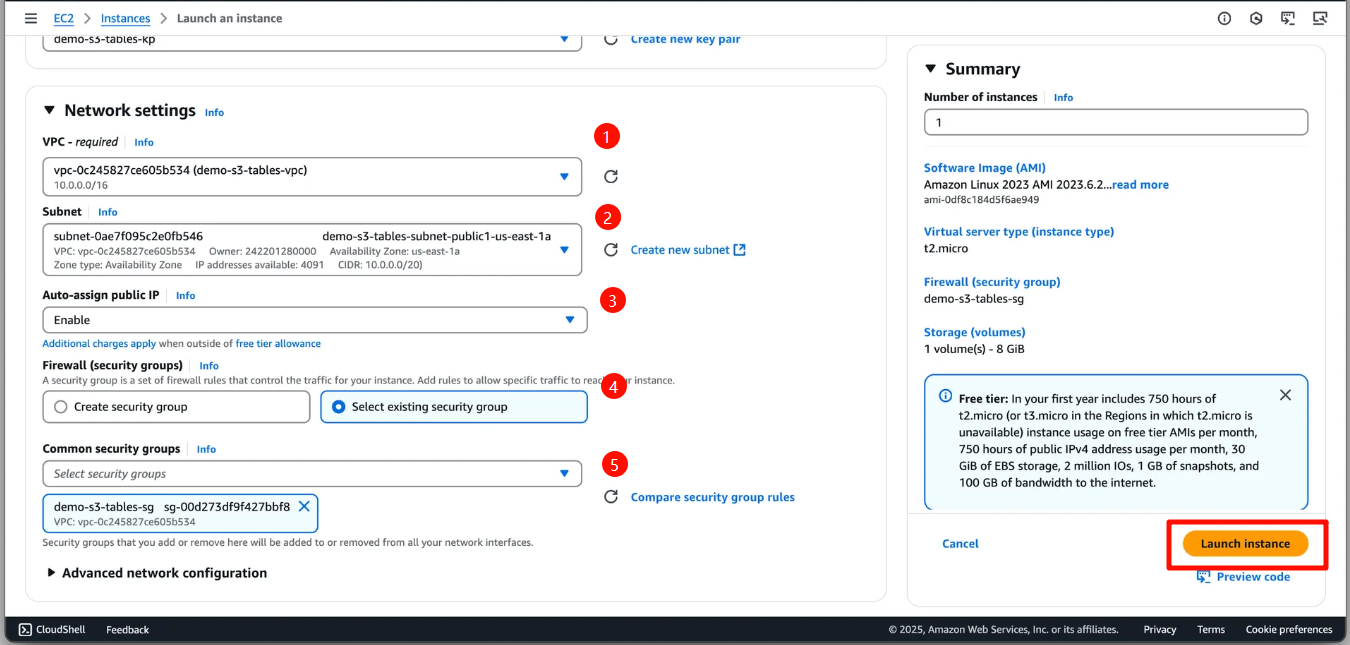 EC2 > Instances > Launch an instance
demo-s3-tables-kp
Create new key pair
Network settings Info
VPC - required Info
1
vpc-0c245827ce605b534 (demo-s3-tables-vpc)
10.0.0.0/16
Subnet Info
2
subnet-0ae7f095c2e0fb546 demo-s3-tables-subnet-public1-us-east-1a
VPC: vpc-0c245827ce605b534 Owner: 242201280000 Availability Zone: us-east-1a
Zone type: Availability Zone IP addresses available: 4091 CIDR: 10.0.0.0/20)
Create new subnet
Auto-assign public IP Info
3
Enable
Additional charges apply when outside of free tier allowance
Firewall (security groups) Info
A security group is a set of firewall rules that control the traffic for your instance. Add rules to allow specific traffic to reach your instance.
4
Create security group
Select existing security group
Common security groups Info
5
Select security groups
Compare security group rules
demo-s3-tables-sg sg-00d273df9f427bbf8
VPC: vpc-0c245827ce605b534
Security groups that you add or remove here will be added to or removed from all your network interfaces.
Advanced network configuration
Summary
Number of instances Info
1
Software Image (AMI)
Amazon Linux 2023 AMI 2023.6.2...read more
ami-0df8c184d5f6ae949
Virtual server type (instance type)
t2.micro
Firewall (security group)
demo-s3-tables-sg
Storage (volumes)
1 volume(s) - 8 GiB
Free tier: In your first year includes 750 hours of
t2.micro (or t3.micro in the Regions in which t2.micro is
unavailable) instance usage on free tier AMIs per month,
750 hours of public IPv4 address usage per month, 30
GiB of EBS storage, 2 million IOs, 1 GB of snapshots, and
100 GB of bandwidth to the internet.
Cancel
Launch instance
Preview code
CloudShell Feedback
© 2025, Amazon Web Services, Inc. or its affiliates. Privacy Terms Cookie preferences